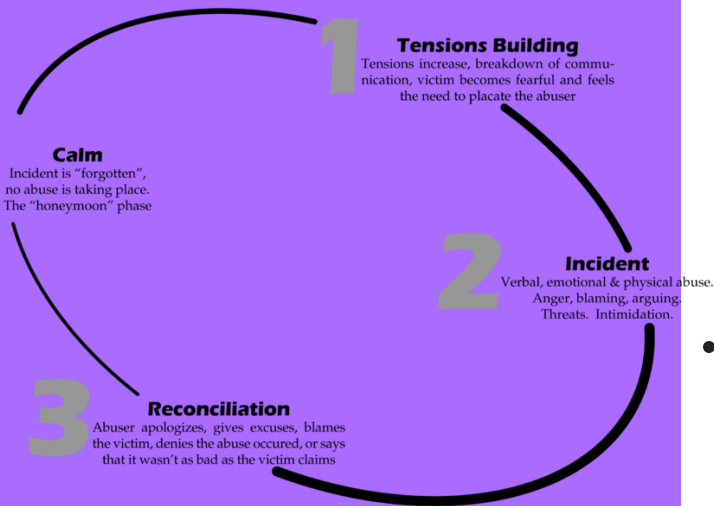 1
Tensions Building
Tensions increase, breakdown of commu-
nication, victim becomes fearful and feels
the need to placate the abuser
2
Incident
Verbal, emotional & physical abuse.
Anger, blaming, arguing.
Threats. Intimidation.
3
Reconciliation
Abuser apologizes, gives excuses, blames
the victim, denies the abuse occured, or says
that it wasn't as bad as the victim claims
Calm
Incident is “forgotten”,
no abuse is taking place.
The “honeymoon” phase